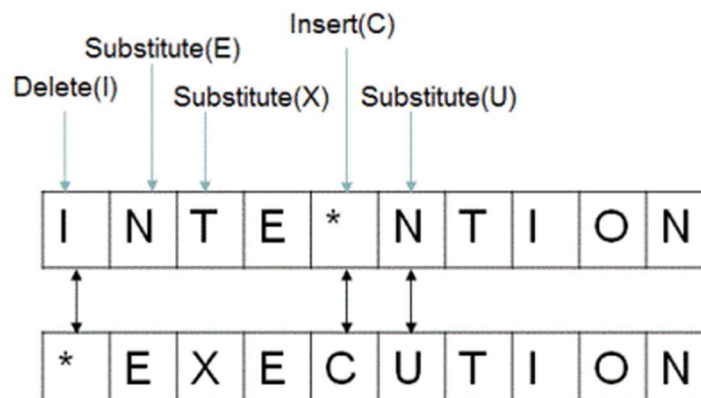 Insert(C)
Substitute(E)
Delete(I)
Substitute(X)
Substitute(U)
I N T E * N T I O N
* E X E C U T I O N